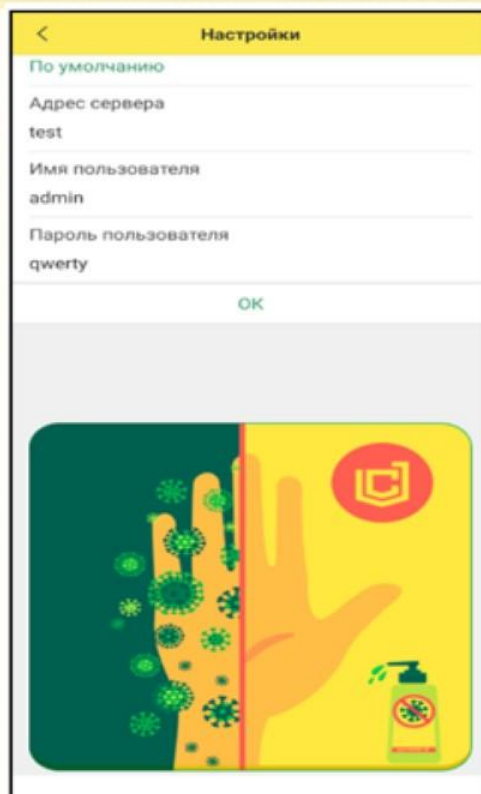 Настройки
По умолчанию
Адрес сервера
test
Имя пользователя
admin
Пароль пользователя
qwerty
OK